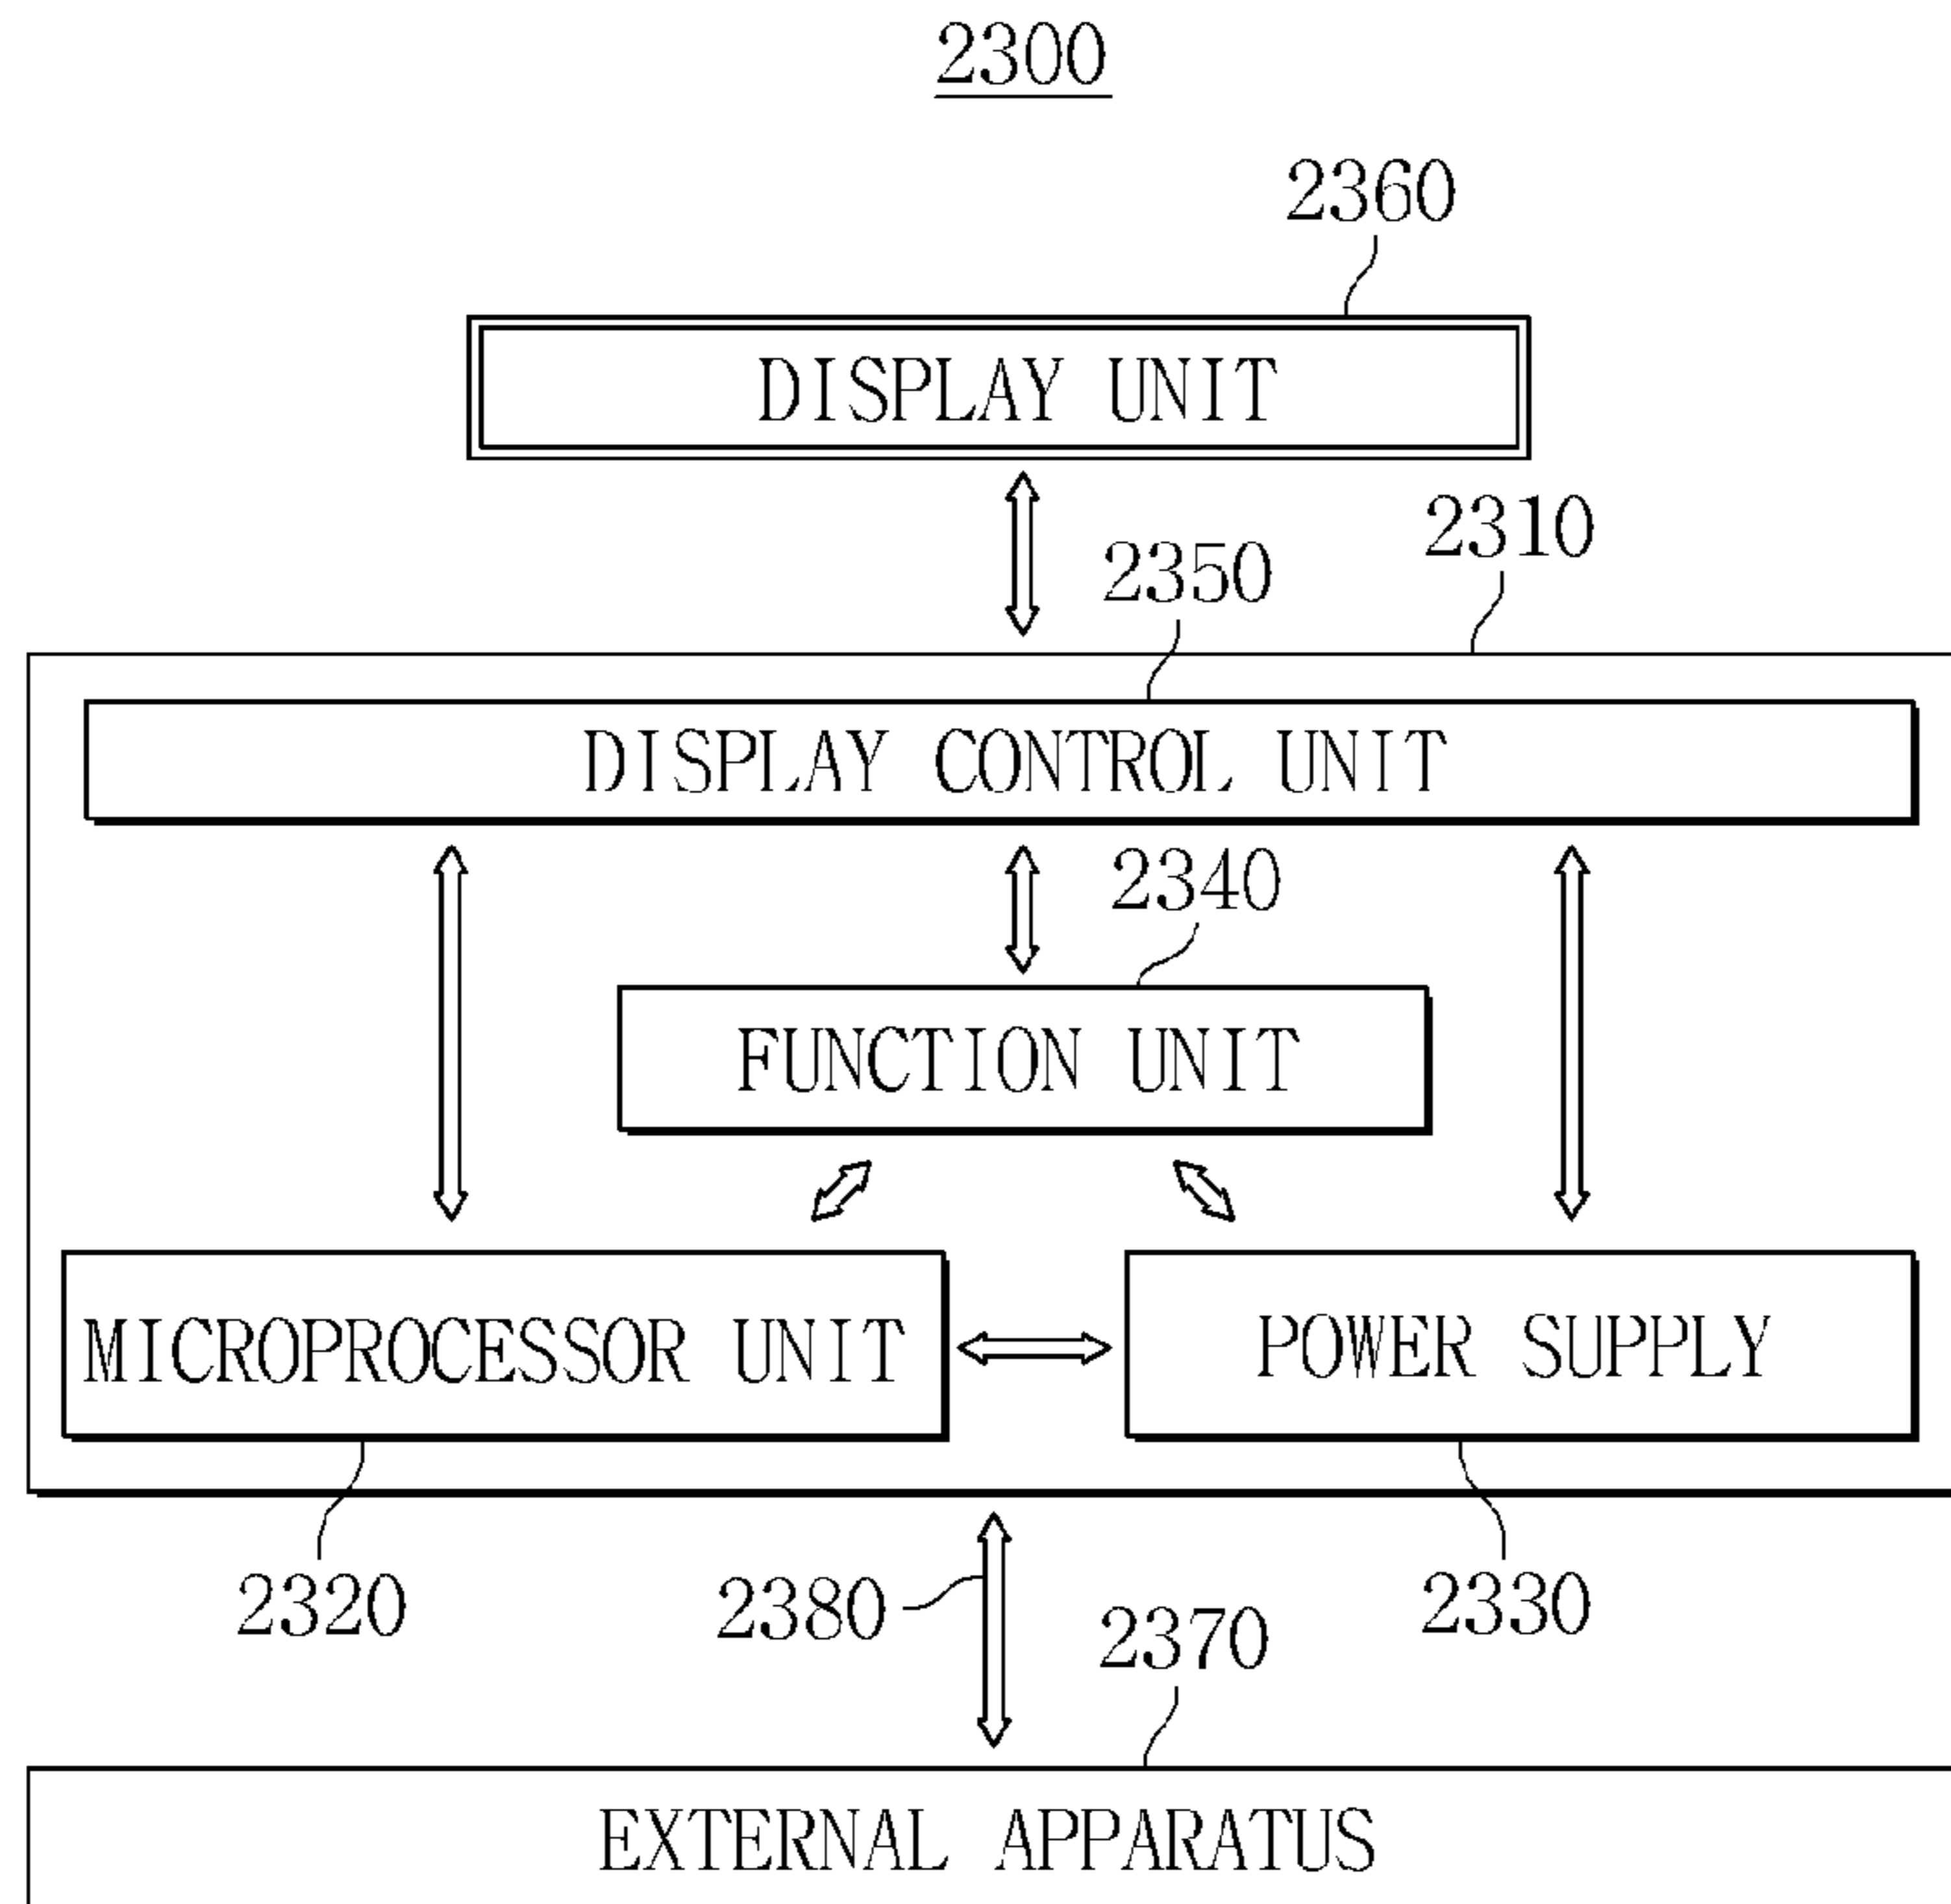 2300
2360
DISPLAY UNIT
2310
2350
DISPLAY CONTROL UNIT
2340
FUNCTION UNIT
MICROPROCESSOR UNIT
POWER SUPPLY
2320
2380
2370
2330
EXTERNAL APPARATUS